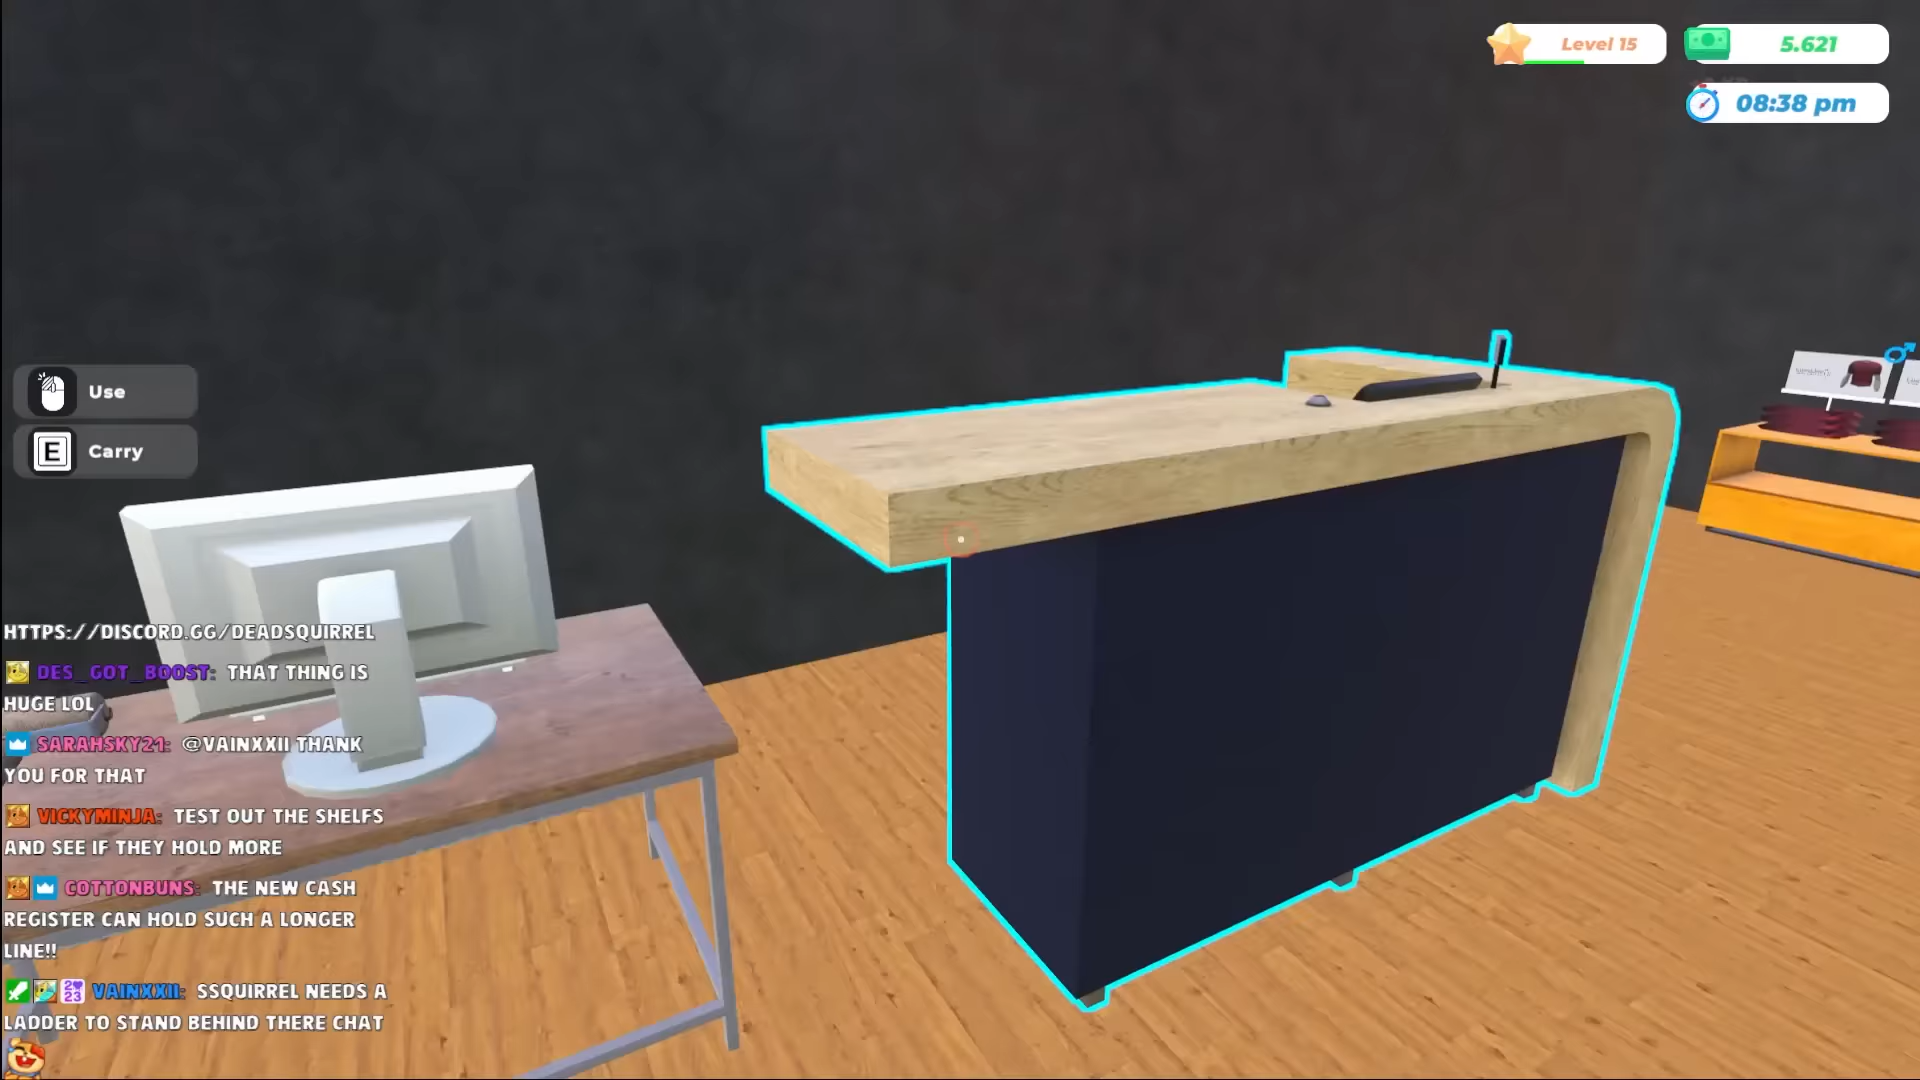 Level 15
5.621
08:38 pm
Use
E
Carry
HTTPS://DISCORD.GG/DEADSQUIRREL
DES_GOT_BOOST: THAT THING IS
HUGE LOL
SARAHSKY21: @VAINXXII THANK
YOU FOR THAT
VICKYMINJA: TEST OUT THE SHELFS
AND SEE IF THEY HOLD MORE
COTTONBUNS: THE NEW CASH
REGISTER CAN HOLD SUCH A LONGER
LINE!!
VAINXXII: SSQUIRREL NEEDS A
LADDER TO STAND BEHIND THERE CHAT